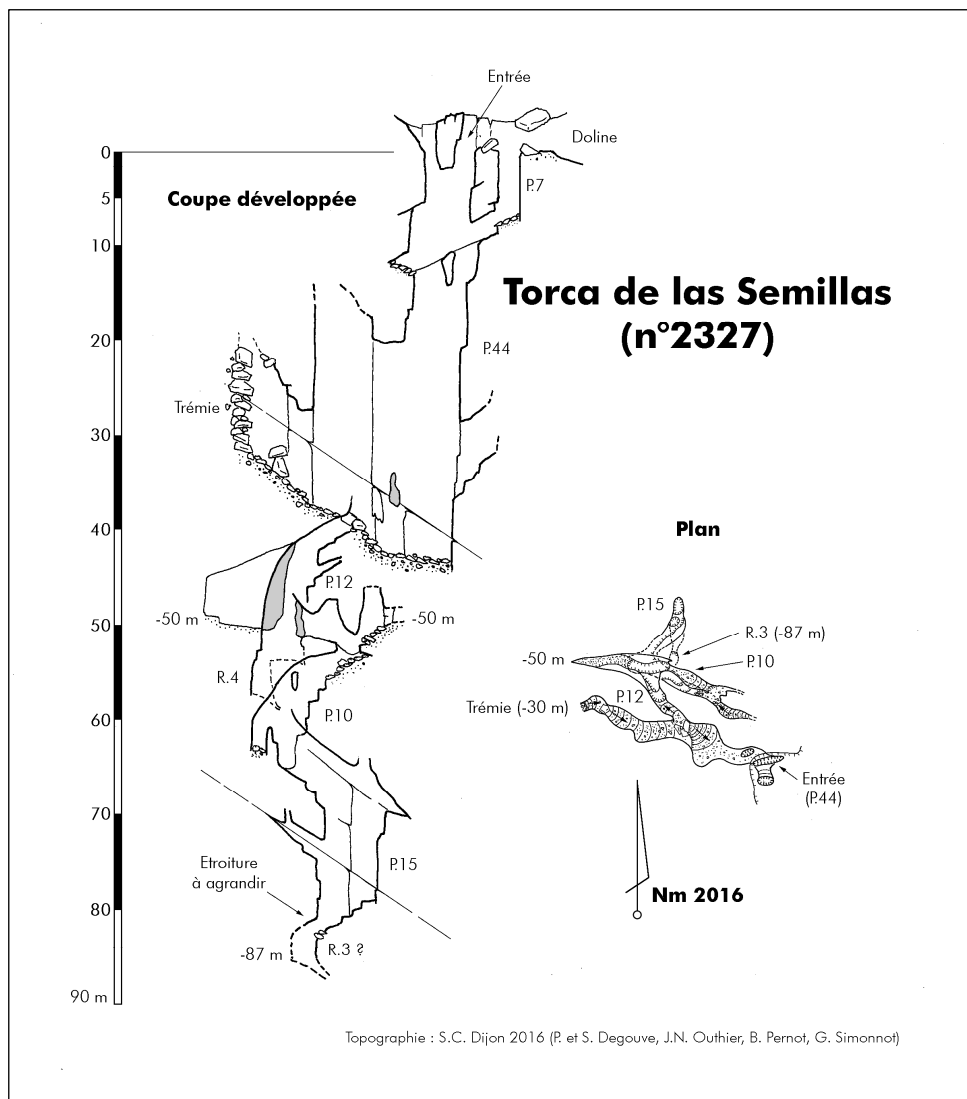 Entrée
Doline
0
5
10
20
30
40
50
60
70
80
90 m
Coupe développée
P.7
Torca de las Semillas
(n°2327)
P.44
Trémie
P.12
-50 m
-50 m
R.4
P.10
P.15
Etroiture
à agrandir
-87 m
R.3 ?
Plan
P.15
R.3 (-87 m)
-50 m
P.10
P.12
Trémie (-30 m)
Entrée
(P.44)
Nm 2016
Topographie : S.C. Dijon 2016 (P. et S. Degouve, J.N. Outhier, B. Pernot, G. Simonnot)